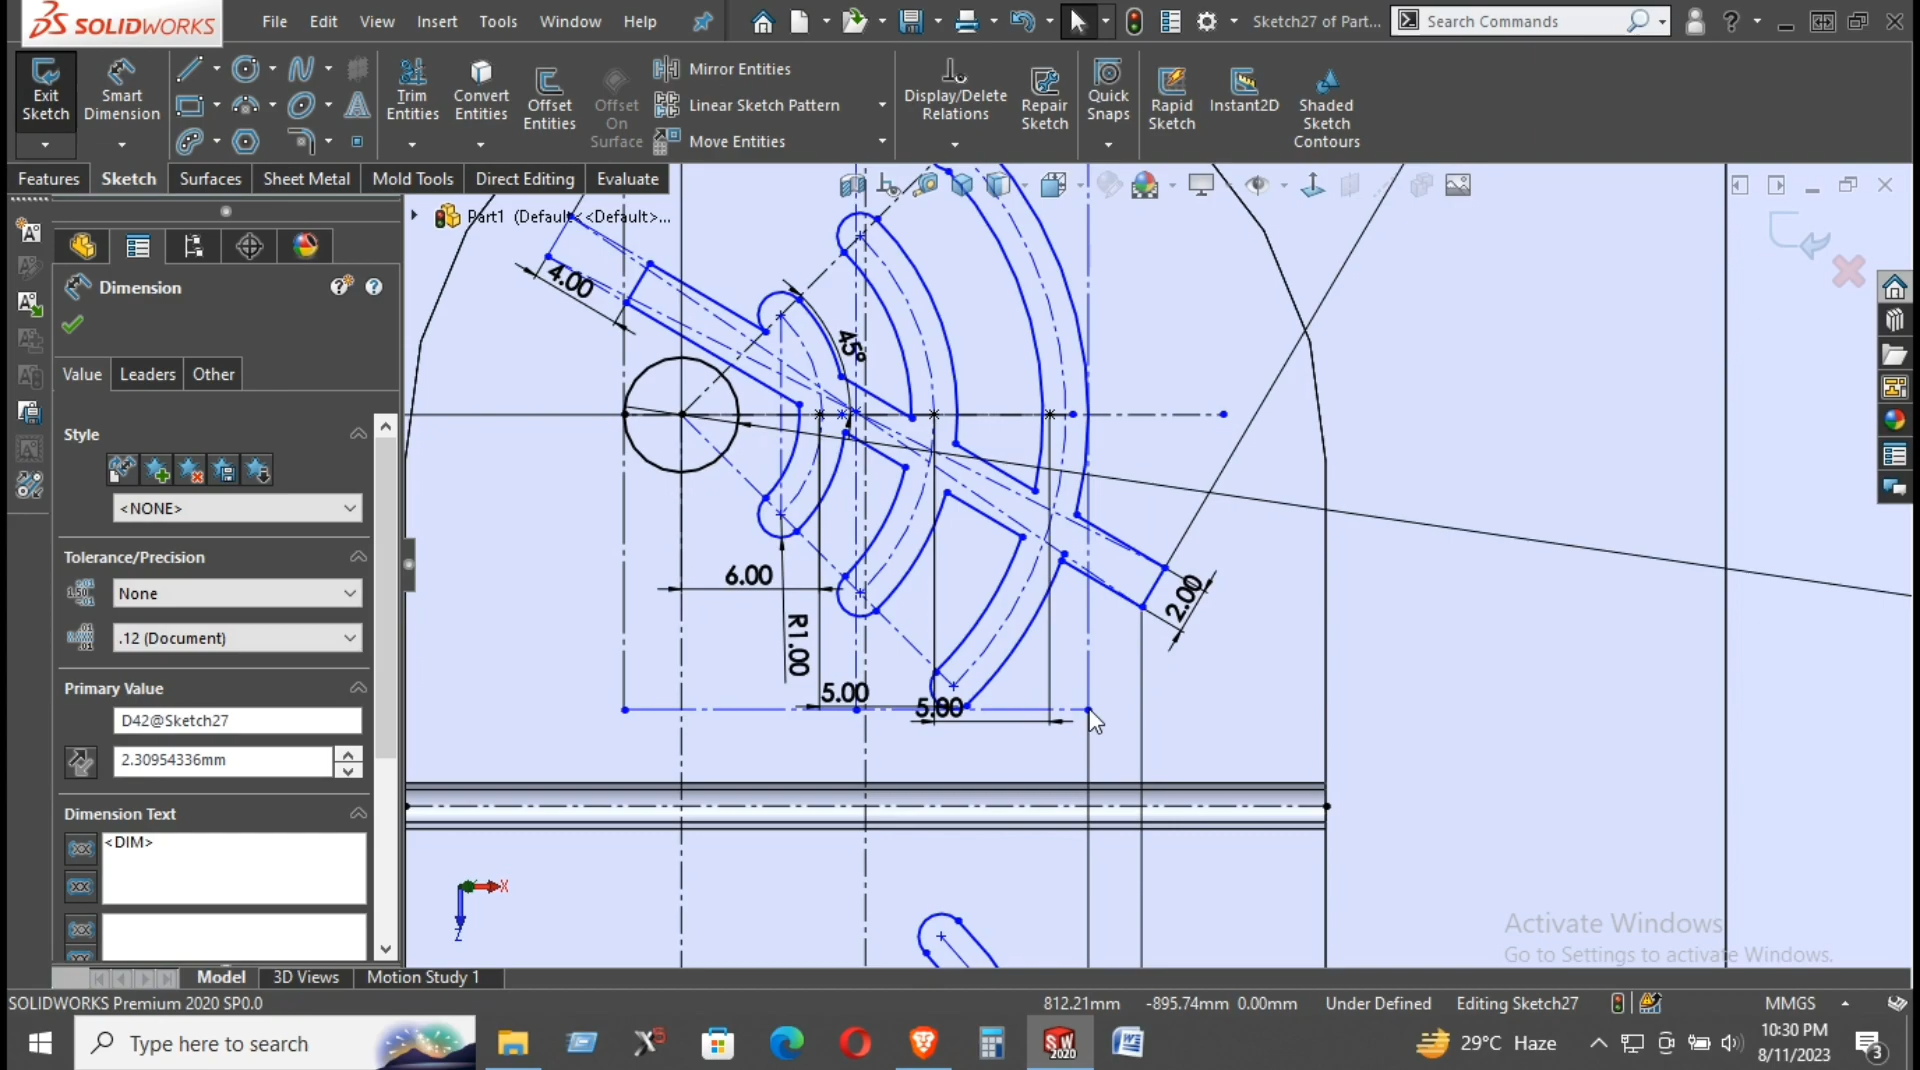 SOLIDWORKS
File Edit View Insert Tools Window Help
Sketch27 of Part...
Search Commands
Exit Sketch
Smart Dimension
Trim Entities
Convert Entities
Offset Entities
Offset On Surface
Mirror Entities
Linear Sketch Pattern
Move Entities
Display/Delete Relations
Repair Sketch
Quick Snaps
Rapid Sketch
Instant2D
Shaded Sketch Contours
Features Sketch Surfaces Sheet Metal Mold Tools Direct Editing Evaluate
Part1 (Default<<Default>...
Dimension
Value Leaders Other
Style
<NONE>
Tolerance/Precision
None
.12 (Document)
Primary Value
D42@Sketch27
2.30954336mm
Dimension Text
<DIM>
4.00
45°
6.00
R1.00
5.00
5.00
2.00
X
Z
Activate Windows
Go to Settings to activate Windows.
Model 3D Views Motion Study 1
SOLIDWORKS Premium 2020 SP0.0
812.21mm -895.74mm 0.00mm Under Defined Editing Sketch27 MMGS
Type here to search
SW 2020
29°C Haze
10:30 PM
8/11/2023
3